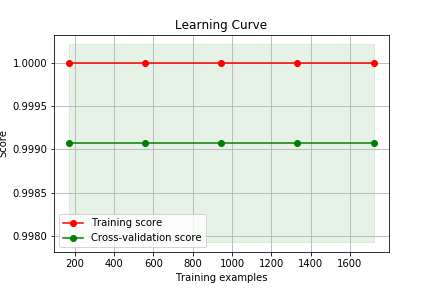 Learning Curve
1.0000
0.9995
0.9990
0.9985
0.9980
Score
Training score
Cross-validation score
200 400 600 800 1000 1200 1400 1600
Training examples